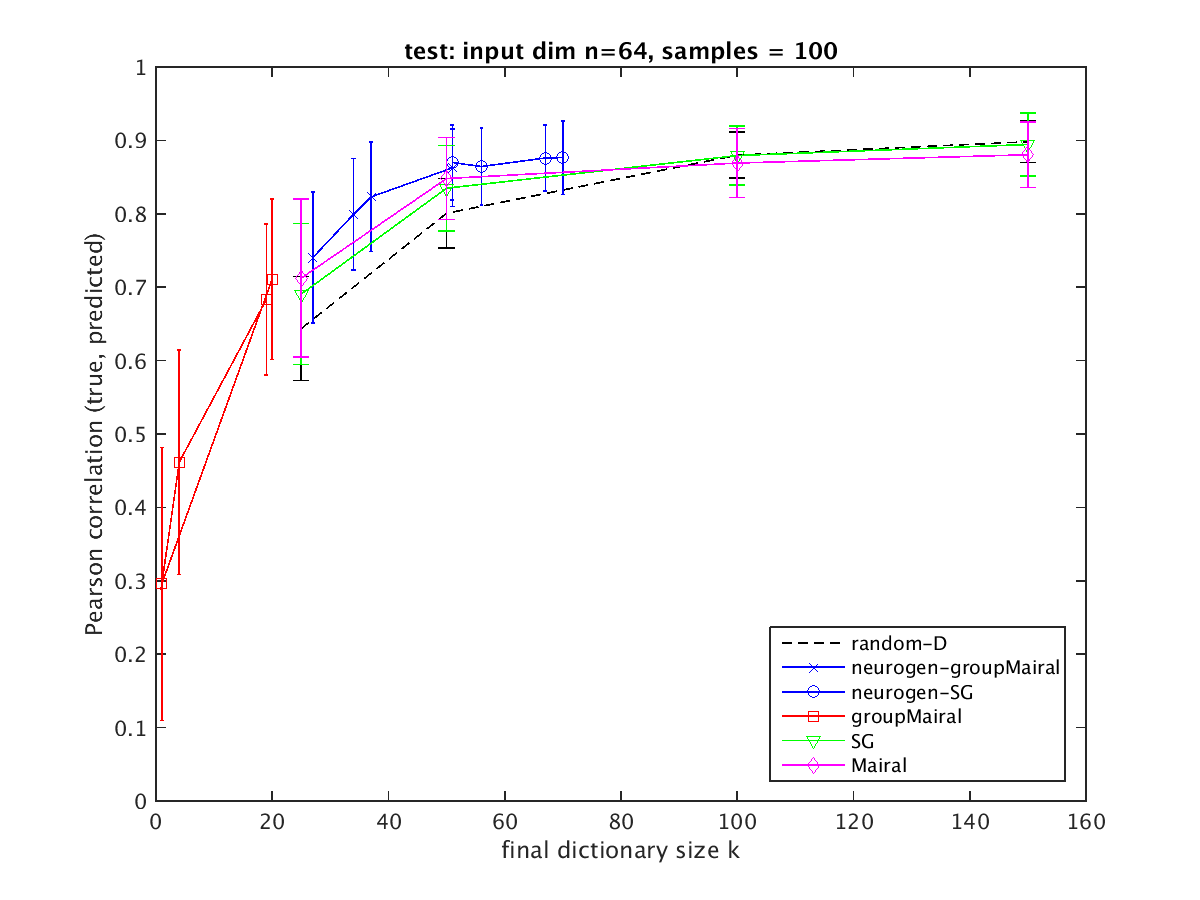 test: input dim n=64, samples = 100
1
0.9
0.8
0.7
0.6
0.5
0.4
0.3
0.2
0.1
0
Pearson correlation (true, predicted)
random-D
neurogen-groupMairal
neurogen-SG
groupMairal
SG
Mairal
0 20 40 60 80 100 120 140 160
final dictionary size k